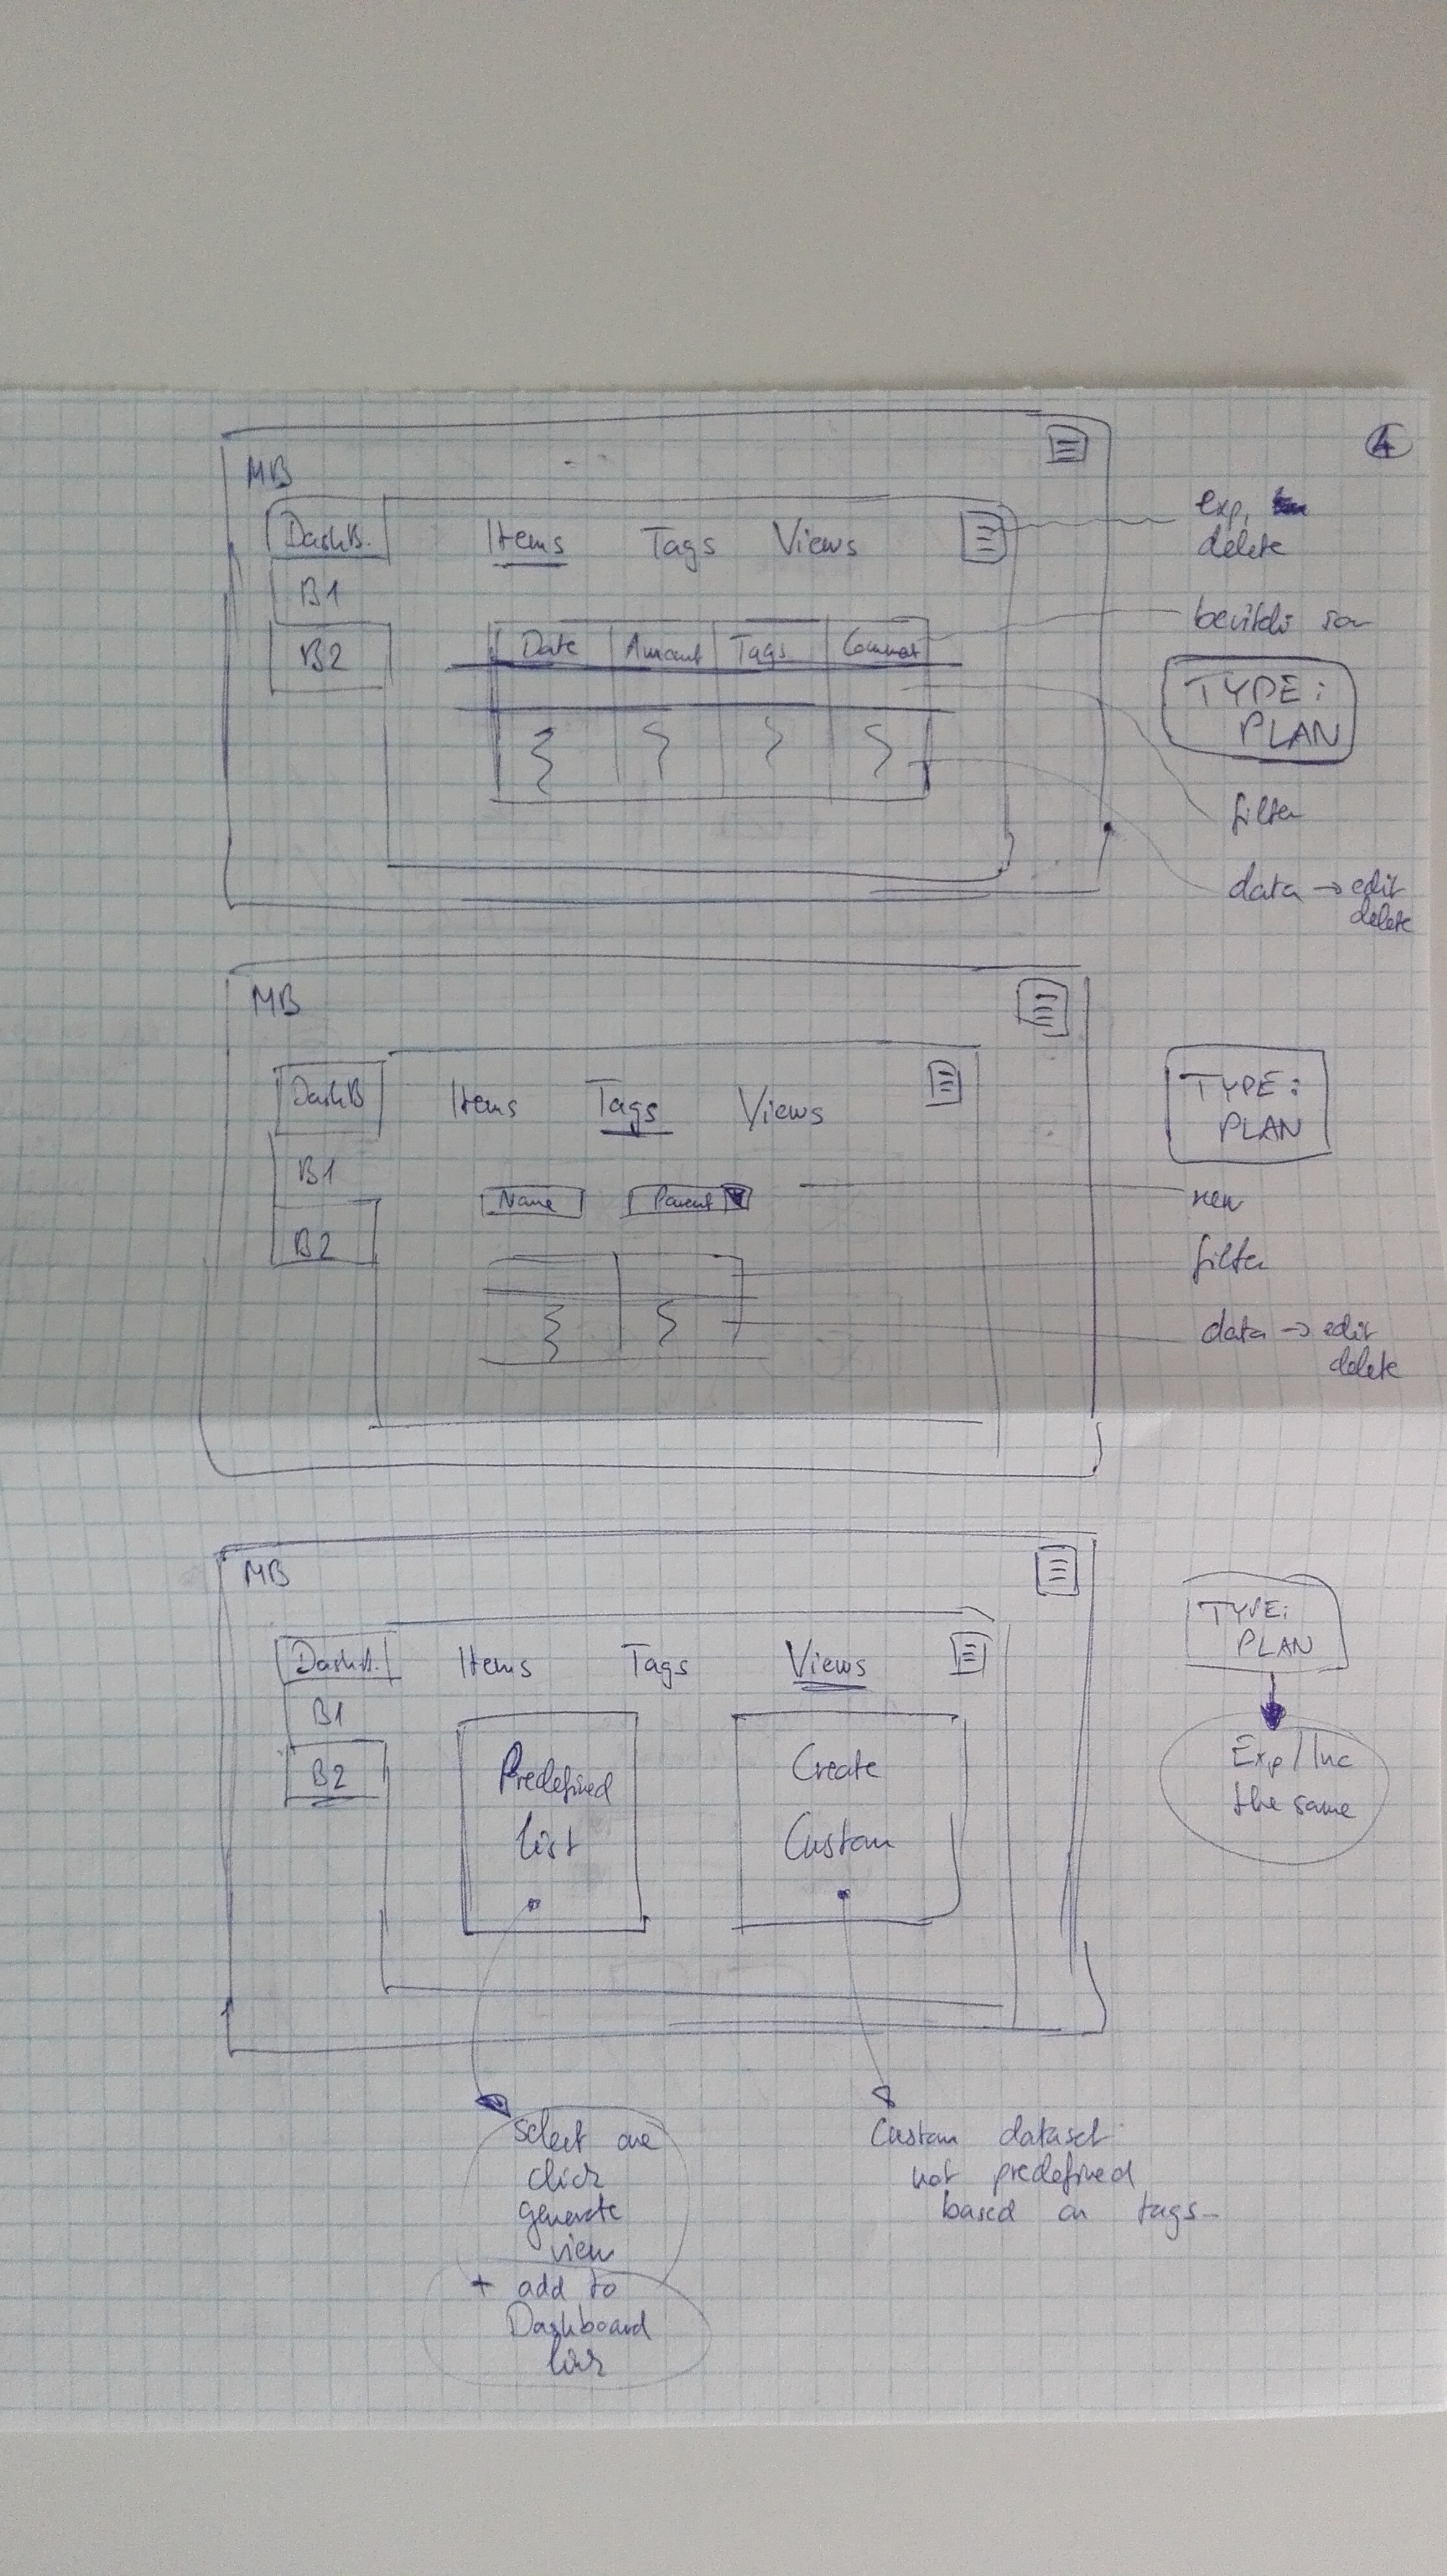 4
MB
DashB.
Items
Tags
Views
exp,
delete
B1
beviteli sor
B2
Date
Amount
Tags
Comment
TYPE:
PLAN
filter
data → edit
delete
MB
DashB
Items
Tags
Views
TYPE:
PLAN
B1
Name
Parent
new
B2
filter
data → edit
delete
MB
DashB.
Items
Tags
Views
TYPE:
PLAN
B1
B2
Predefined
list
Create
Custom
Exp/Inc
the same
select one
click
generate
view
+ add to
Dashboard
link
Custom dataset
not predefined
based on tags